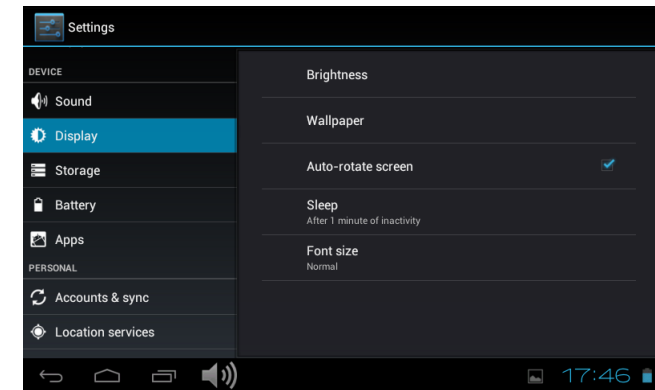 Settings
DEVICE
Sound
Display
Storage
Battery
Apps
PERSONAL
Accounts & sync
Location services
Brightness
Wallpaper
Auto-rotate screen
Sleep
After 1 minute of inactivity
Font size
Normal
17:46